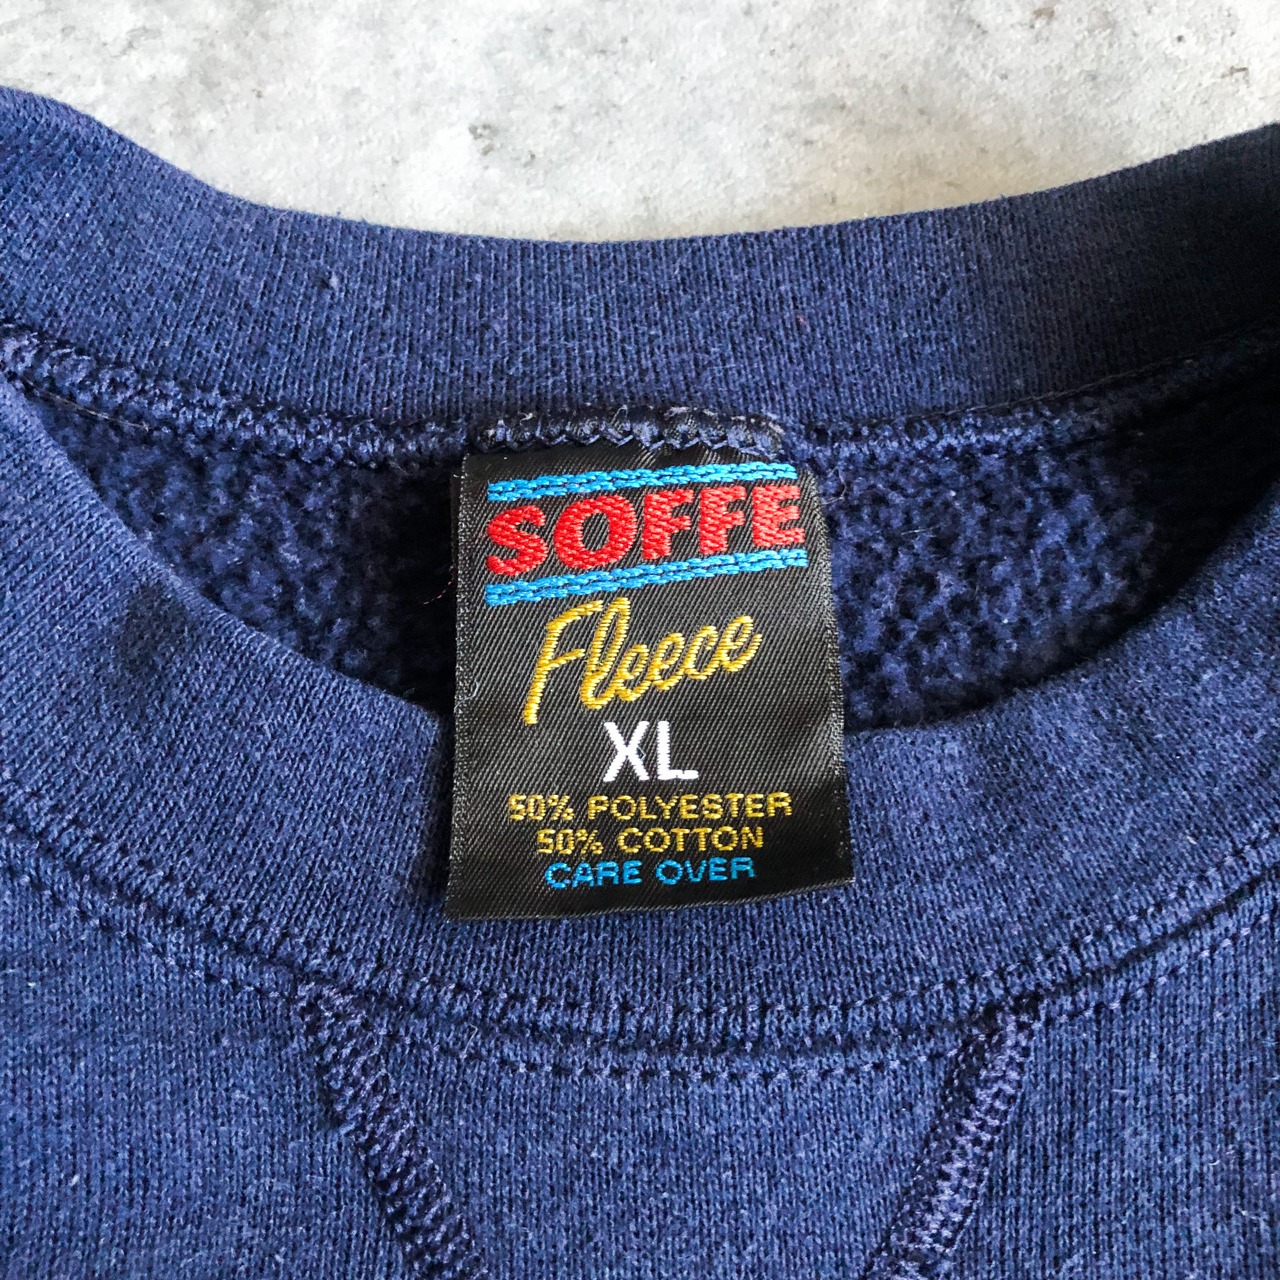 SOFFE
Fleece
XL
50% POLYESTER
50% COTTON
CARE OVER